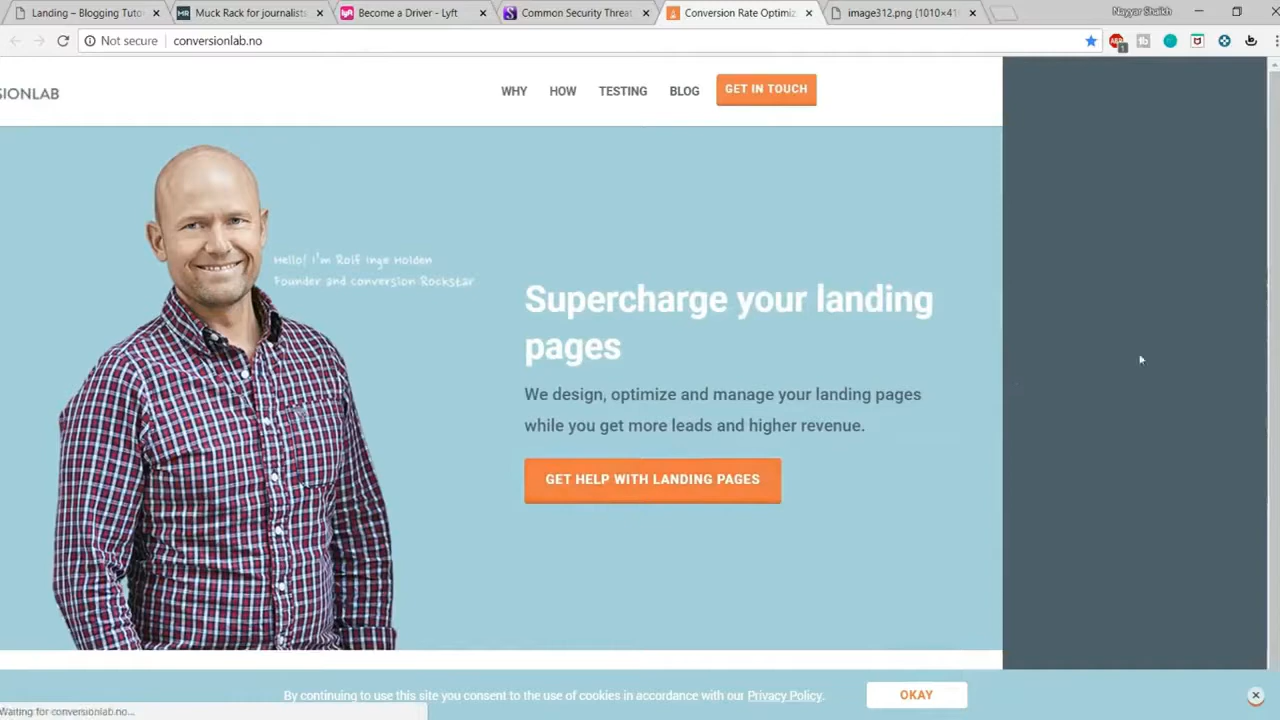 Landing – Blogging Tuto
Muck Rack for journalists
Become a Driver - Lyft
Common Security Threat
Conversion Rate Optimiz
image312.png (1010×41
Nayyar Shaikh
Not secure
conversionlab.no
SIONLAB
WHY
HOW
TESTING
BLOG
GET IN TOUCH
Hello! I'm Rolf Inge Holden
Founder and conversion Rockstar
Supercharge your landing
pages
We design, optimize and manage your landing pages
while you get more leads and higher revenue.
GET HELP WITH LANDING PAGES
By continuing to use this site you consent to the use of cookies in accordance with our Privacy Policy.
OKAY
Waiting for conversionlab.no...